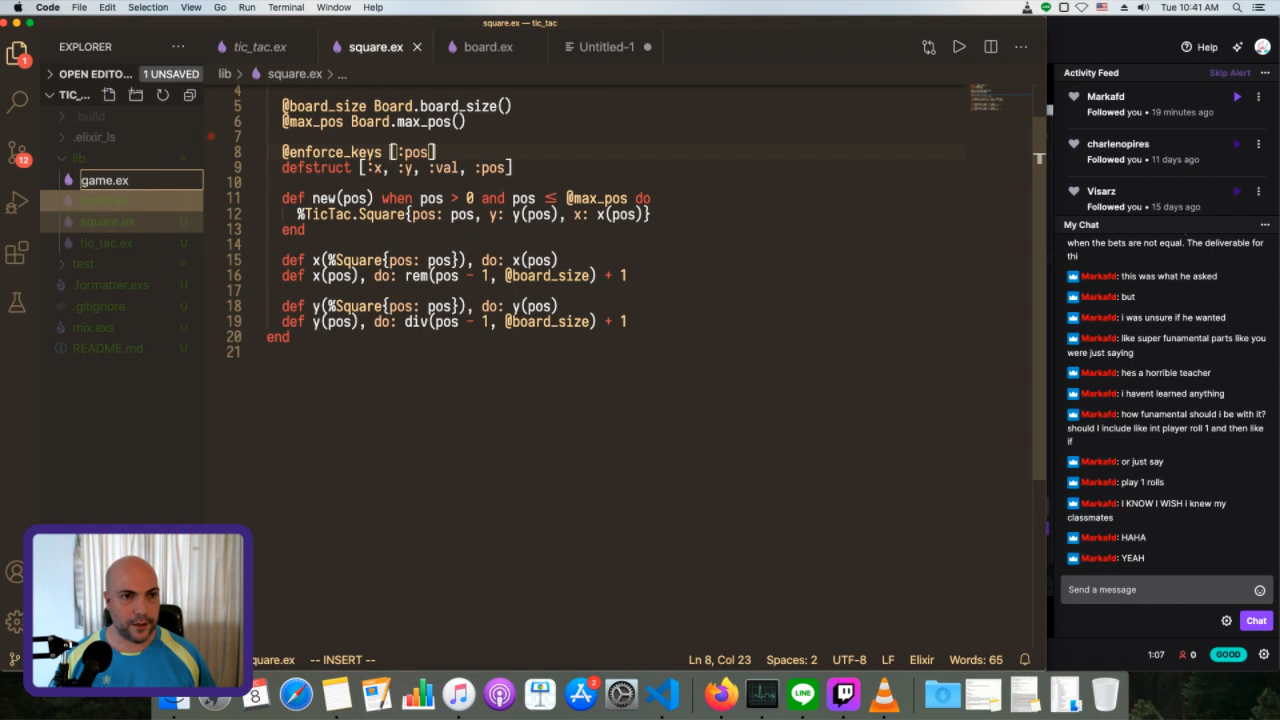 Code File Edit Selection View Go Run Terminal Window Help
Tue 10:41 AM
square.ex — tic_tac
EXPLORER
tic_tac.ex
square.ex
board.ex
Untitled-1
OPEN EDITO... 1 UNSAVED
lib > square.ex > ...
TIC_...
_build
.elixir_ls
lib
game.ex
board.ex U
square.ex U
tic_tac.ex U
test
.formatter.exs U
.gitignore U
mix.exs U
README.md U
1
12
4
5 @board_size Board.board_size()
6 @max_pos Board.max_pos()
7
8 @enforce_keys [:pos]
9 defstruct [:x, :y, :val, :pos]
10
11 def new(pos) when pos > 0 and pos ≤ @max_pos do
12 %TicTac.Square{pos: pos, y: y(pos), x: x(pos)}
13 end
14
15 def x(%Square{pos: pos}), do: x(pos)
16 def x(pos), do: rem(pos - 1, @board_size) + 1
17
18 def y(%Square{pos: pos}), do: y(pos)
19 def y(pos), do: div(pos - 1, @board_size) + 1
20 end
21
quare.ex -- INSERT --
Ln 8, Col 23 Spaces: 2 UTF-8 LF Elixir Words: 65
Help
Activity Feed Skip Alert
Markafd
Followed you • 19 minutes ago
charlenopires
Followed you • 11 days ago
Visarz
Followed you • 15 days ago
My Chat
when the bets are not equal. The deliverable for
thi
Markafd: this was what he asked
Markafd: but
Markafd: i was unsure if he wanted
Markafd: like super funamental parts like you
were just saying
Markafd: hes a horrible teacher
Markafd: i havent learned anything
Markafd: how funamental should i be with it?
should I include like int player roll 1 and then like
if
Markafd: or just say
Markafd: play 1 rolls
Markafd: I KNOW I WISH i knew my
classmates
Markafd: HAHA
Markafd: YEAH
Send a message
Chat
1:07 0 GOOD
8
2